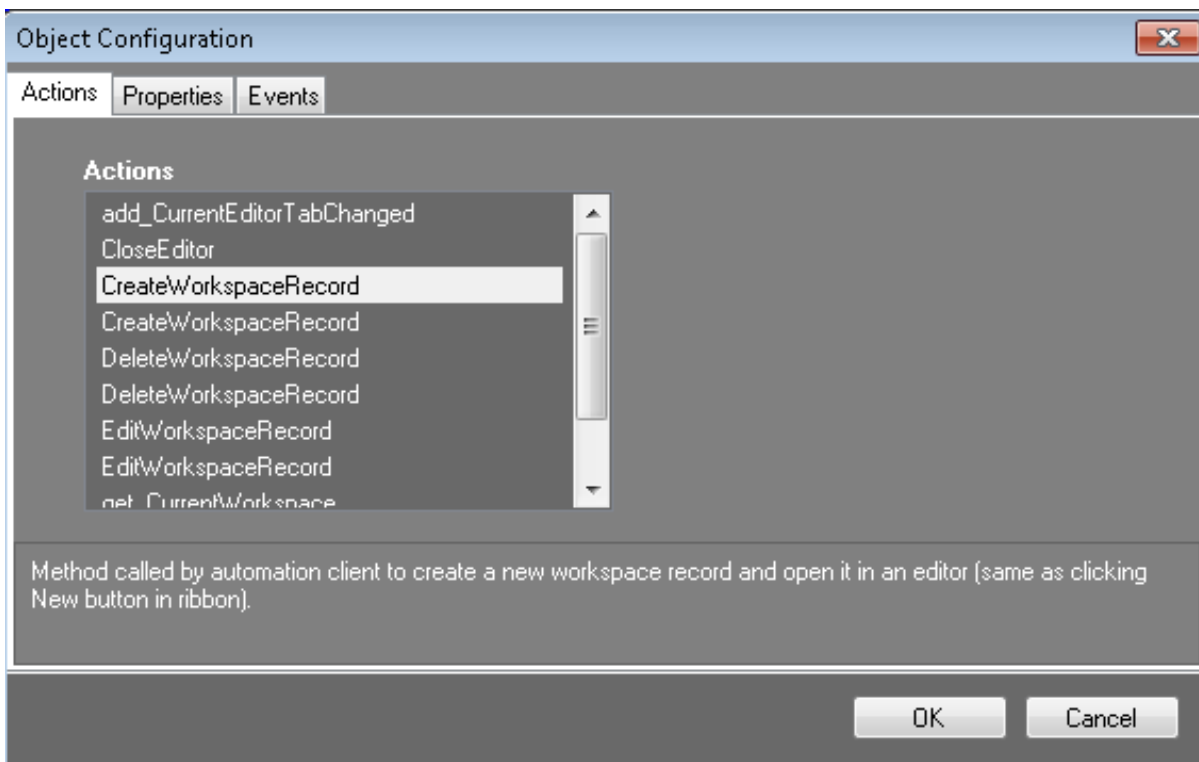 Object Configuration
Actions
Properties
Events
Actions
add_CurrentEditorTabChanged
CloseEditor
CreateWorkspaceRecord
CreateWorkspaceRecord
DeleteWorkspaceRecord
DeleteWorkspaceRecord
EditWorkspaceRecord
EditWorkspaceRecord
get_CurrentWorkspace
Method called by automation client to create a new workspace record and open it in an editor (same as clicking
New button in ribbon).
OK
Cancel